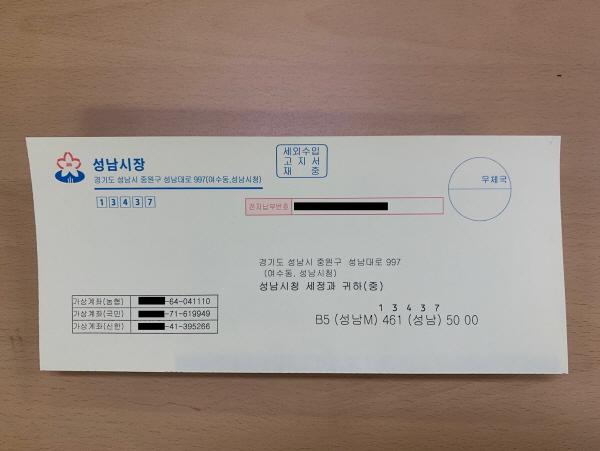 성남시장
경기도 성남시 중원구 성남대로 997(여수동,성남시청)
13437
세외수입
고지서
재중
우체국
전자납부번호
경기도 성남시 중원구 성남대로 997
(여수동, 성남시청)
성남시청 세정과 귀하(중)
13437
B5 (성남M) 461 (성남) 50 00
가상계좌(농협) -64-041110
가상계좌(국민) -71-619949
가상계좌(신한) -41-395266